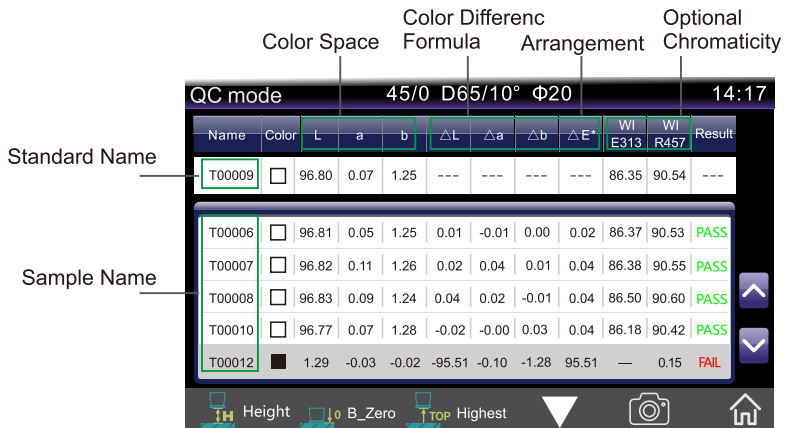 Color Differenc Optional
Color Space Formula Arrangement Chromaticity
QC mode 45/0 D65/10° Φ20 14:17
Name Color L a b △L △a △b △E* WI E313 WI R457 Result
Standard Name
T00009 96.80 0.07 1.25 --- --- --- --- 86.35 90.54 ---
T00006 96.81 0.05 1.25 0.01 -0.01 0.00 0.02 86.37 90.53 PASS
T00007 96.82 0.11 1.26 0.02 0.04 0.01 0.04 86.38 90.55 PASS
Sample Name
T00008 96.83 0.09 1.24 0.04 0.02 -0.01 0.04 86.50 90.60 PASS
T00010 96.77 0.07 1.28 -0.02 -0.00 0.03 0.04 86.18 90.42 PASS
T00012 1.29 -0.03 -0.02 -95.51 -0.10 -1.28 95.51 — 0.15 FAIL
H Height 0 B_Zero TOP Highest